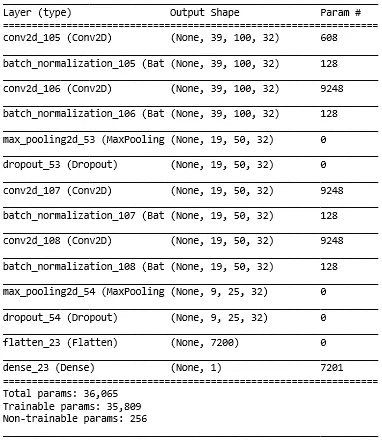 Layer (type) Output Shape Param #
=================================================================
conv2d_105 (Conv2D) (None, 39, 100, 32) 608
batch_normalization_105 (Bat (None, 39, 100, 32) 128
conv2d_106 (Conv2D) (None, 39, 100, 32) 9248
batch_normalization_106 (Bat (None, 39, 100, 32) 128
max_pooling2d_53 (MaxPooling (None, 19, 50, 32) 0
dropout_53 (Dropout) (None, 19, 50, 32) 0
conv2d_107 (Conv2D) (None, 19, 50, 32) 9248
batch_normalization_107 (Bat (None, 19, 50, 32) 128
conv2d_108 (Conv2D) (None, 19, 50, 32) 9248
batch_normalization_108 (Bat (None, 19, 50, 32) 128
max_pooling2d_54 (MaxPooling (None, 9, 25, 32) 0
dropout_54 (Dropout) (None, 9, 25, 32) 0
flatten_23 (Flatten) (None, 7200) 0
dense_23 (Dense) (None, 1) 7201
=================================================================
Total params: 36,065
Trainable params: 35,809
Non-trainable params: 256